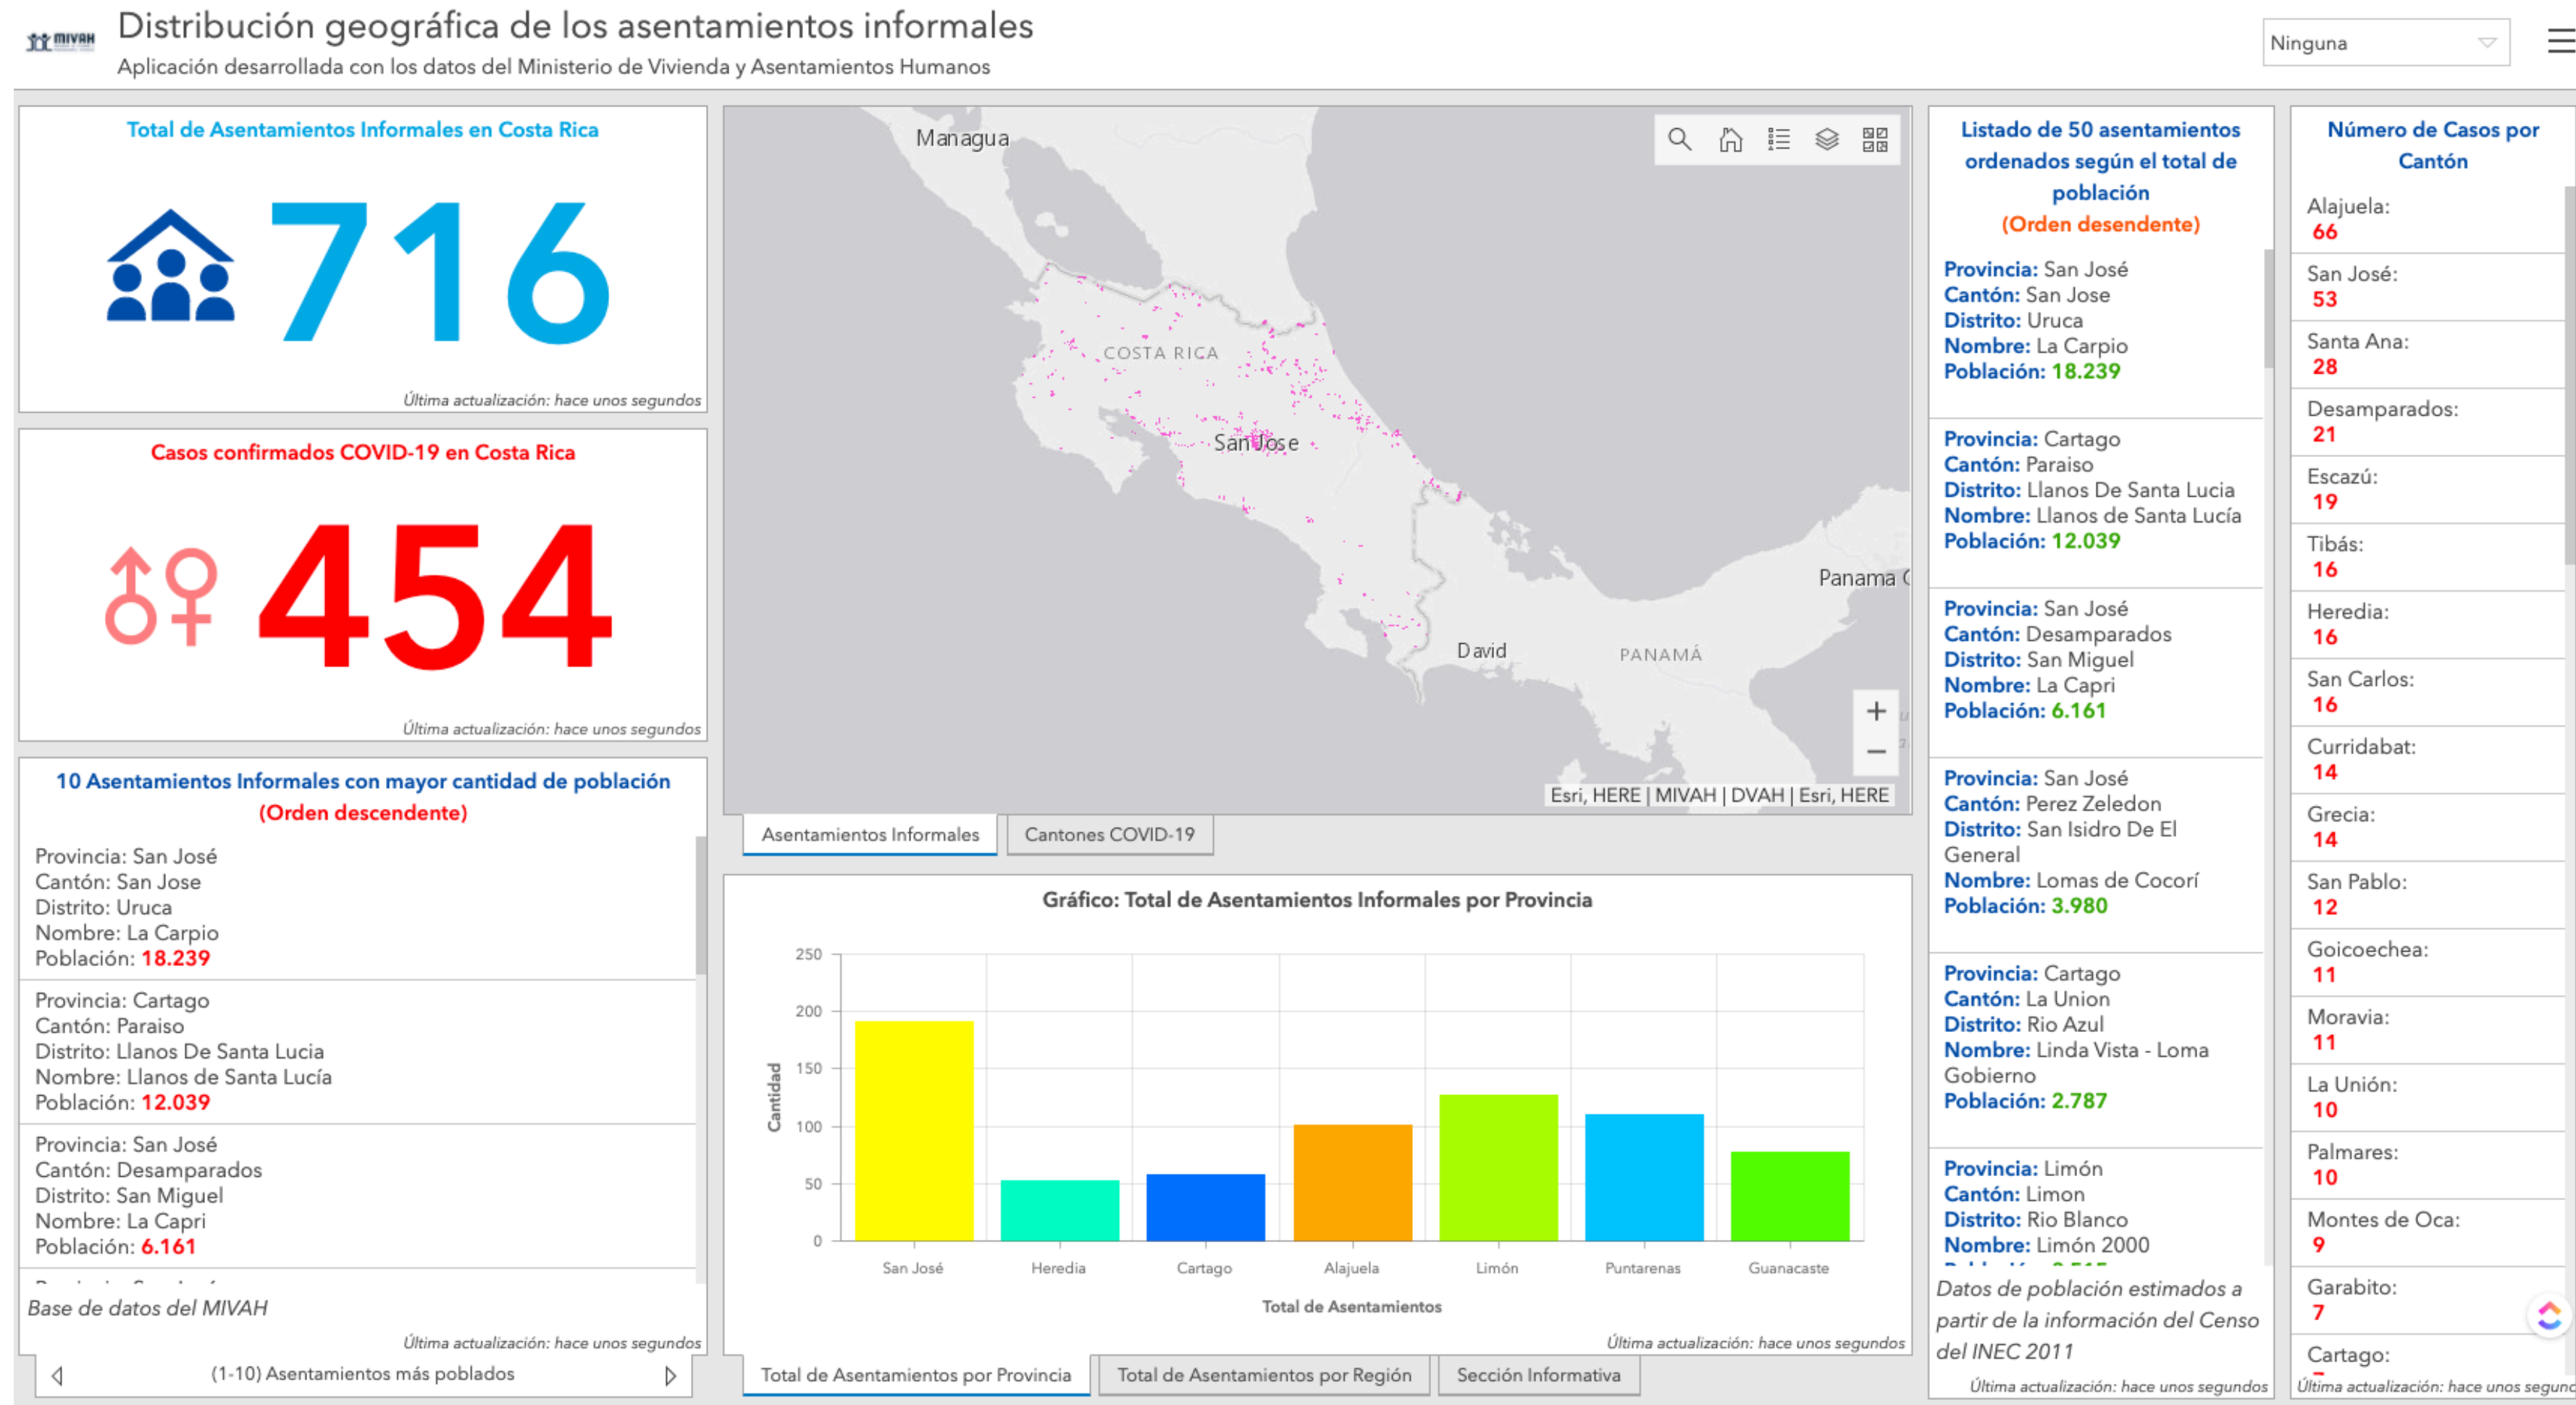 MIVAH
Distribución geográfica de los asentamientos informales
Aplicación desarrollada con los datos del Ministerio de Vivienda y Asentamientos Humanos
Ninguna
Total de Asentamientos Informales en Costa Rica
716
Última actualización: hace unos segundos
Casos confirmados COVID-19 en Costa Rica
454
Última actualización: hace unos segundos
10 Asentamientos Informales con mayor cantidad de población
(Orden descendente)
Provincia: San José
Cantón: San Jose
Distrito: Uruca
Nombre: La Carpio
Población: 18.239
Provincia: Cartago
Cantón: Paraiso
Distrito: Llanos De Santa Lucia
Nombre: Llanos de Santa Lucía
Población: 12.039
Provincia: San José
Cantón: Desamparados
Distrito: San Miguel
Nombre: La Capri
Población: 6.161
Base de datos del MIVAH
Última actualización: hace unos segundos
(1-10) Asentamientos más poblados
Managua
COSTA RICA
San Jose
Panama
David
PANAMÁ
+
−
Esri, HERE | MIVAH | DVAH | Esri, HERE
Asentamientos Informales
Cantones COVID-19
Gráfico: Total de Asentamientos Informales por Provincia
Cantidad
250
200
150
100
50
0
San José
Heredia
Cartago
Alajuela
Limón
Puntarenas
Guanacaste
Total de Asentamientos
Última actualización: hace unos segundos
Total de Asentamientos por Provincia
Total de Asentamientos por Región
Sección Informativa
Listado de 50 asentamientos
ordenados según el total de
población
(Orden desendente)
Provincia: San José
Cantón: San Jose
Distrito: Uruca
Nombre: La Carpio
Población: 18.239
Provincia: Cartago
Cantón: Paraiso
Distrito: Llanos De Santa Lucia
Nombre: Llanos de Santa Lucía
Población: 12.039
Provincia: San José
Cantón: Desamparados
Distrito: San Miguel
Nombre: La Capri
Población: 6.161
Provincia: San José
Cantón: Perez Zeledon
Distrito: San Isidro De El
General
Nombre: Lomas de Cocorí
Población: 3.980
Provincia: Cartago
Cantón: La Union
Distrito: Rio Azul
Nombre: Linda Vista - Loma
Gobierno
Población: 2.787
Provincia: Limón
Cantón: Limon
Distrito: Rio Blanco
Nombre: Limón 2000
Datos de población estimados a
partir de la información del Censo
del INEC 2011
Última actualización: hace unos segundos
Número de Casos por
Cantón
Alajuela:
66
San José:
53
Santa Ana:
28
Desamparados:
21
Escazú:
19
Tibás:
16
Heredia:
16
San Carlos:
16
Curridabat:
14
Grecia:
14
San Pablo:
12
Goicoechea:
11
Moravia:
11
La Unión:
10
Palmares:
10
Montes de Oca:
9
Garabito:
7
Cartago:
Última actualización: hace unos